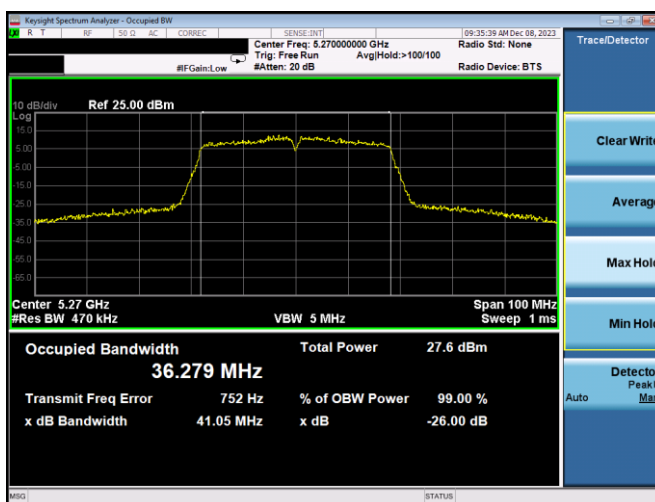 Keysight Spectrum Analyzer - Occupied BW
LXI R T RF 50 Ω AC CORREC SENSE:INT 09:35:39 AM Dec 08, 2023
Center Freq: 5.270000000 GHz Radio Std: None
Trig: Free Run Avg|Hold:>100/100
#IFGain:Low #Atten: 20 dB Radio Device: BTS
Trace/Detector
10 dB/div Ref 25.00 dBm
Log
15.0
5.00
-5.00
-15.0
-25.0
-35.0
-45.0
-55.0
-65.0
Center 5.27 GHz Span 100 MHz
#Res BW 470 kHz VBW 5 MHz Sweep 1 ms
Occupied Bandwidth Total Power 27.6 dBm
36.279 MHz
Transmit Freq Error 752 Hz % of OBW Power 99.00 %
x dB Bandwidth 41.05 MHz x dB -26.00 dB
Clear Write
Average
Max Hold
Min Hold
Detecto
Peak
Auto Ma
MSG STATUS